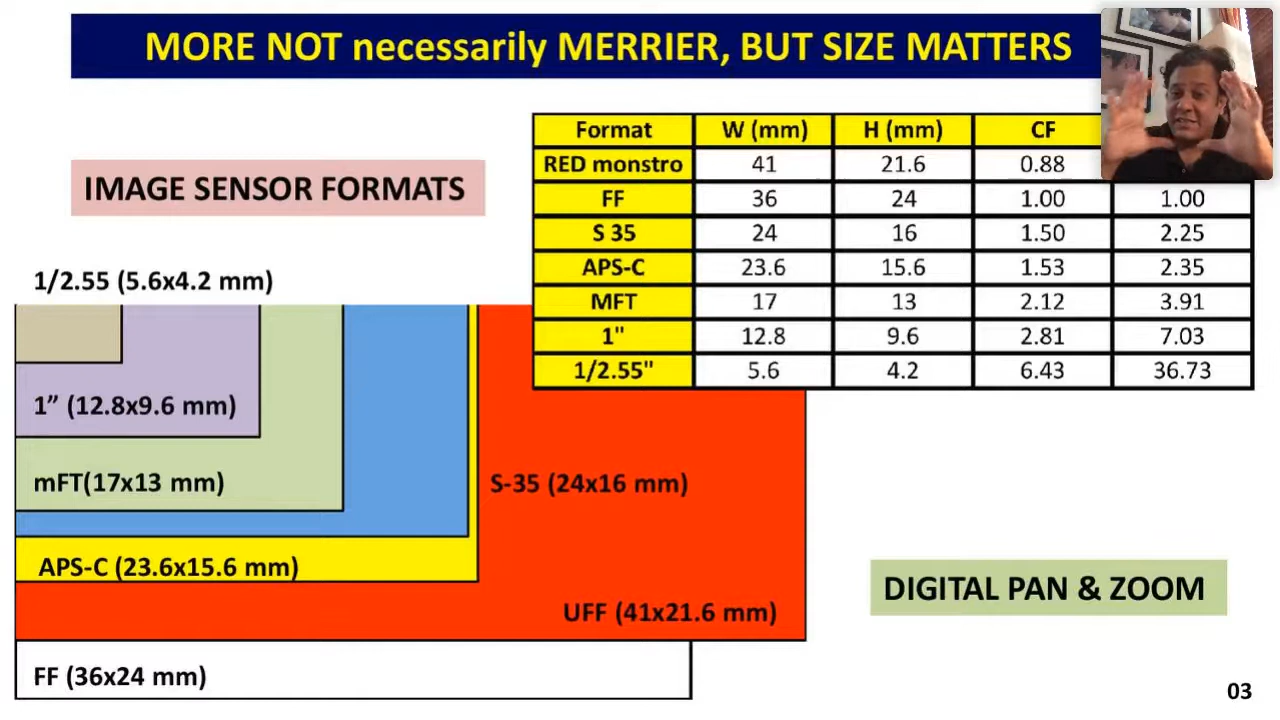 MORE NOT necessarily MERRIER, BUT SIZE MATTERS
IMAGE SENSOR FORMATS
Format W (mm) H (mm) CF
RED monstro 41 21.6 0.88
FF 36 24 1.00 1.00
S 35 24 16 1.50 2.25
APS-C 23.6 15.6 1.53 2.35
MFT 17 13 2.12 3.91
1" 12.8 9.6 2.81 7.03
1/2.55" 5.6 4.2 6.43 36.73
1/2.55 (5.6x4.2 mm)
1” (12.8x9.6 mm)
mFT(17x13 mm)
S-35 (24x16 mm)
APS-C (23.6x15.6 mm)
UFF (41x21.6 mm)
FF (36x24 mm)
DIGITAL PAN & ZOOM
03